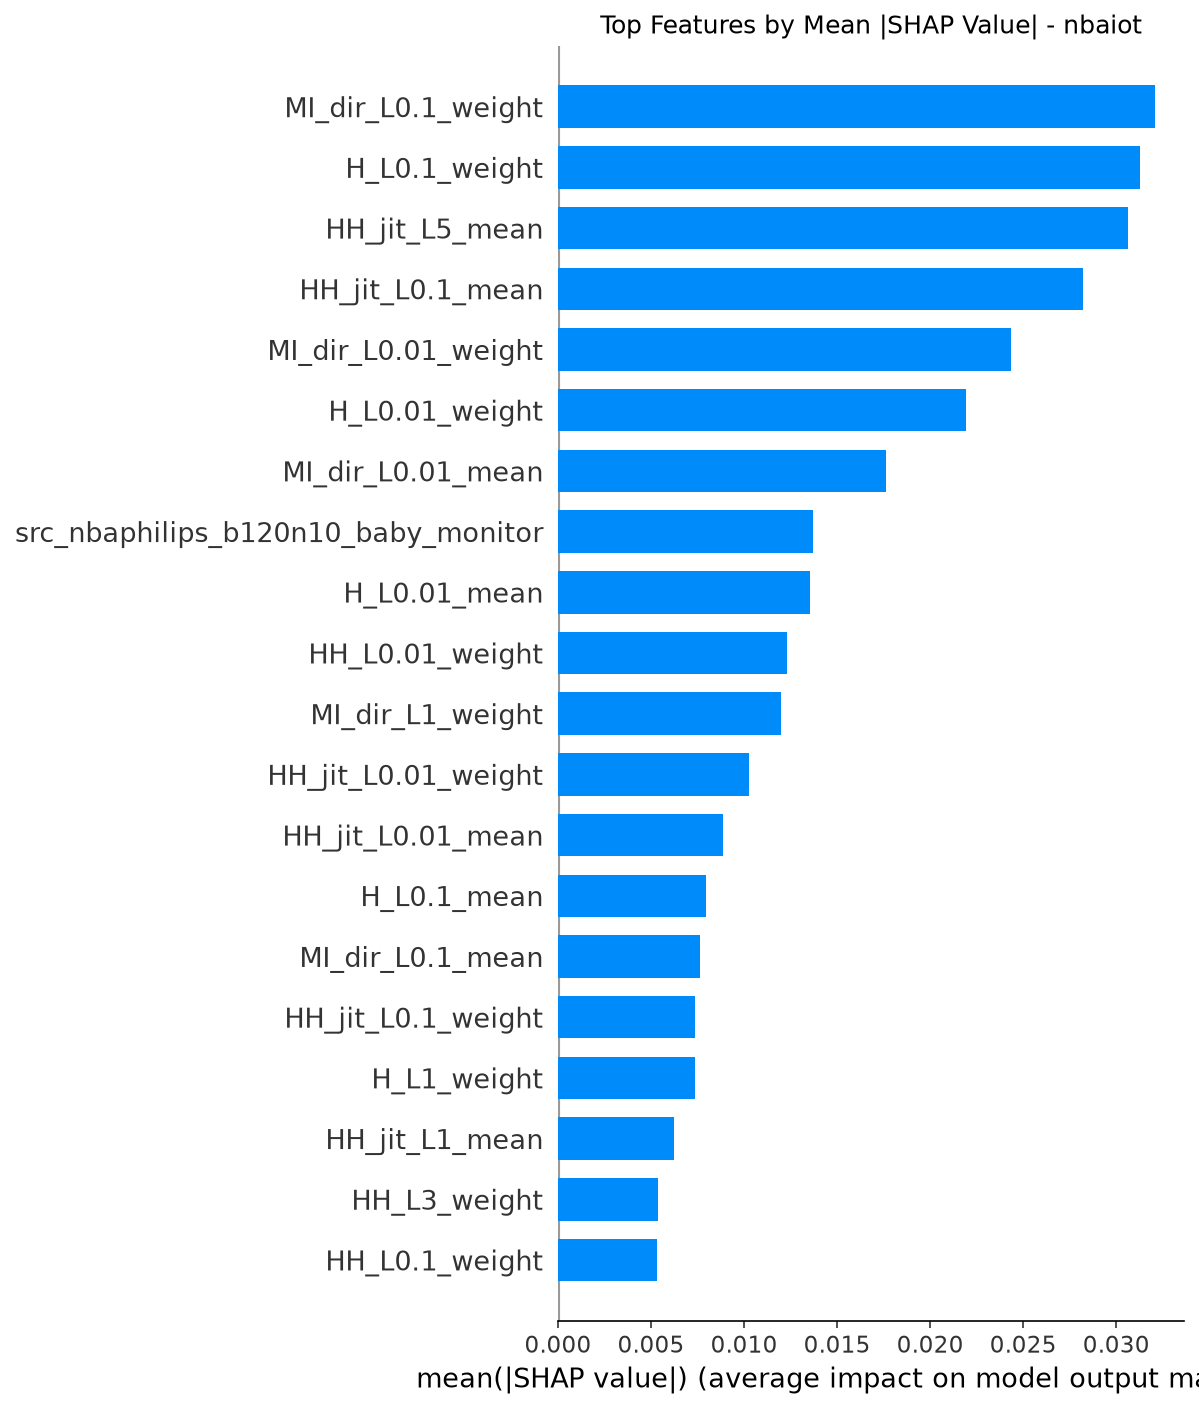 Top Features by Mean |SHAP Value| - nbaiot
MI_dir_L0.1_weight
H_L0.1_weight
HH_jit_L5_mean
HH_jit_L0.1_mean
MI_dir_L0.01_weight
H_L0.01_weight
MI_dir_L0.01_mean
src_nbaphilips_b120n10_baby_monitor
H_L0.01_mean
HH_L0.01_weight
MI_dir_L1_weight
HH_jit_L0.01_weight
HH_jit_L0.01_mean
H_L0.1_mean
MI_dir_L0.1_mean
HH_jit_L0.1_weight
H_L1_weight
HH_jit_L1_mean
HH_L3_weight
HH_L0.1_weight
0.000 0.005 0.010 0.015 0.020 0.025 0.030
mean(|SHAP value|) (average impact on model output